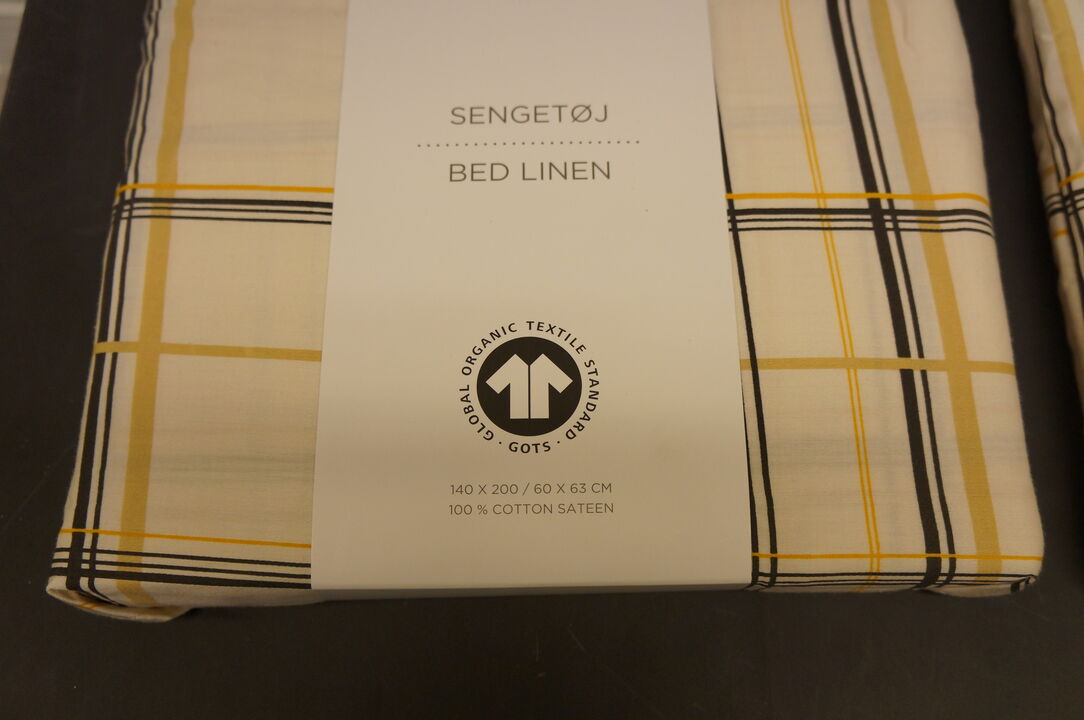 SENGETØJ
BED LINEN
GLOBAL ORGANIC TEXTILE STANDARD · GOTS ·
140 X 200 / 60 X 63 CM
100 % COTTON SATEEN